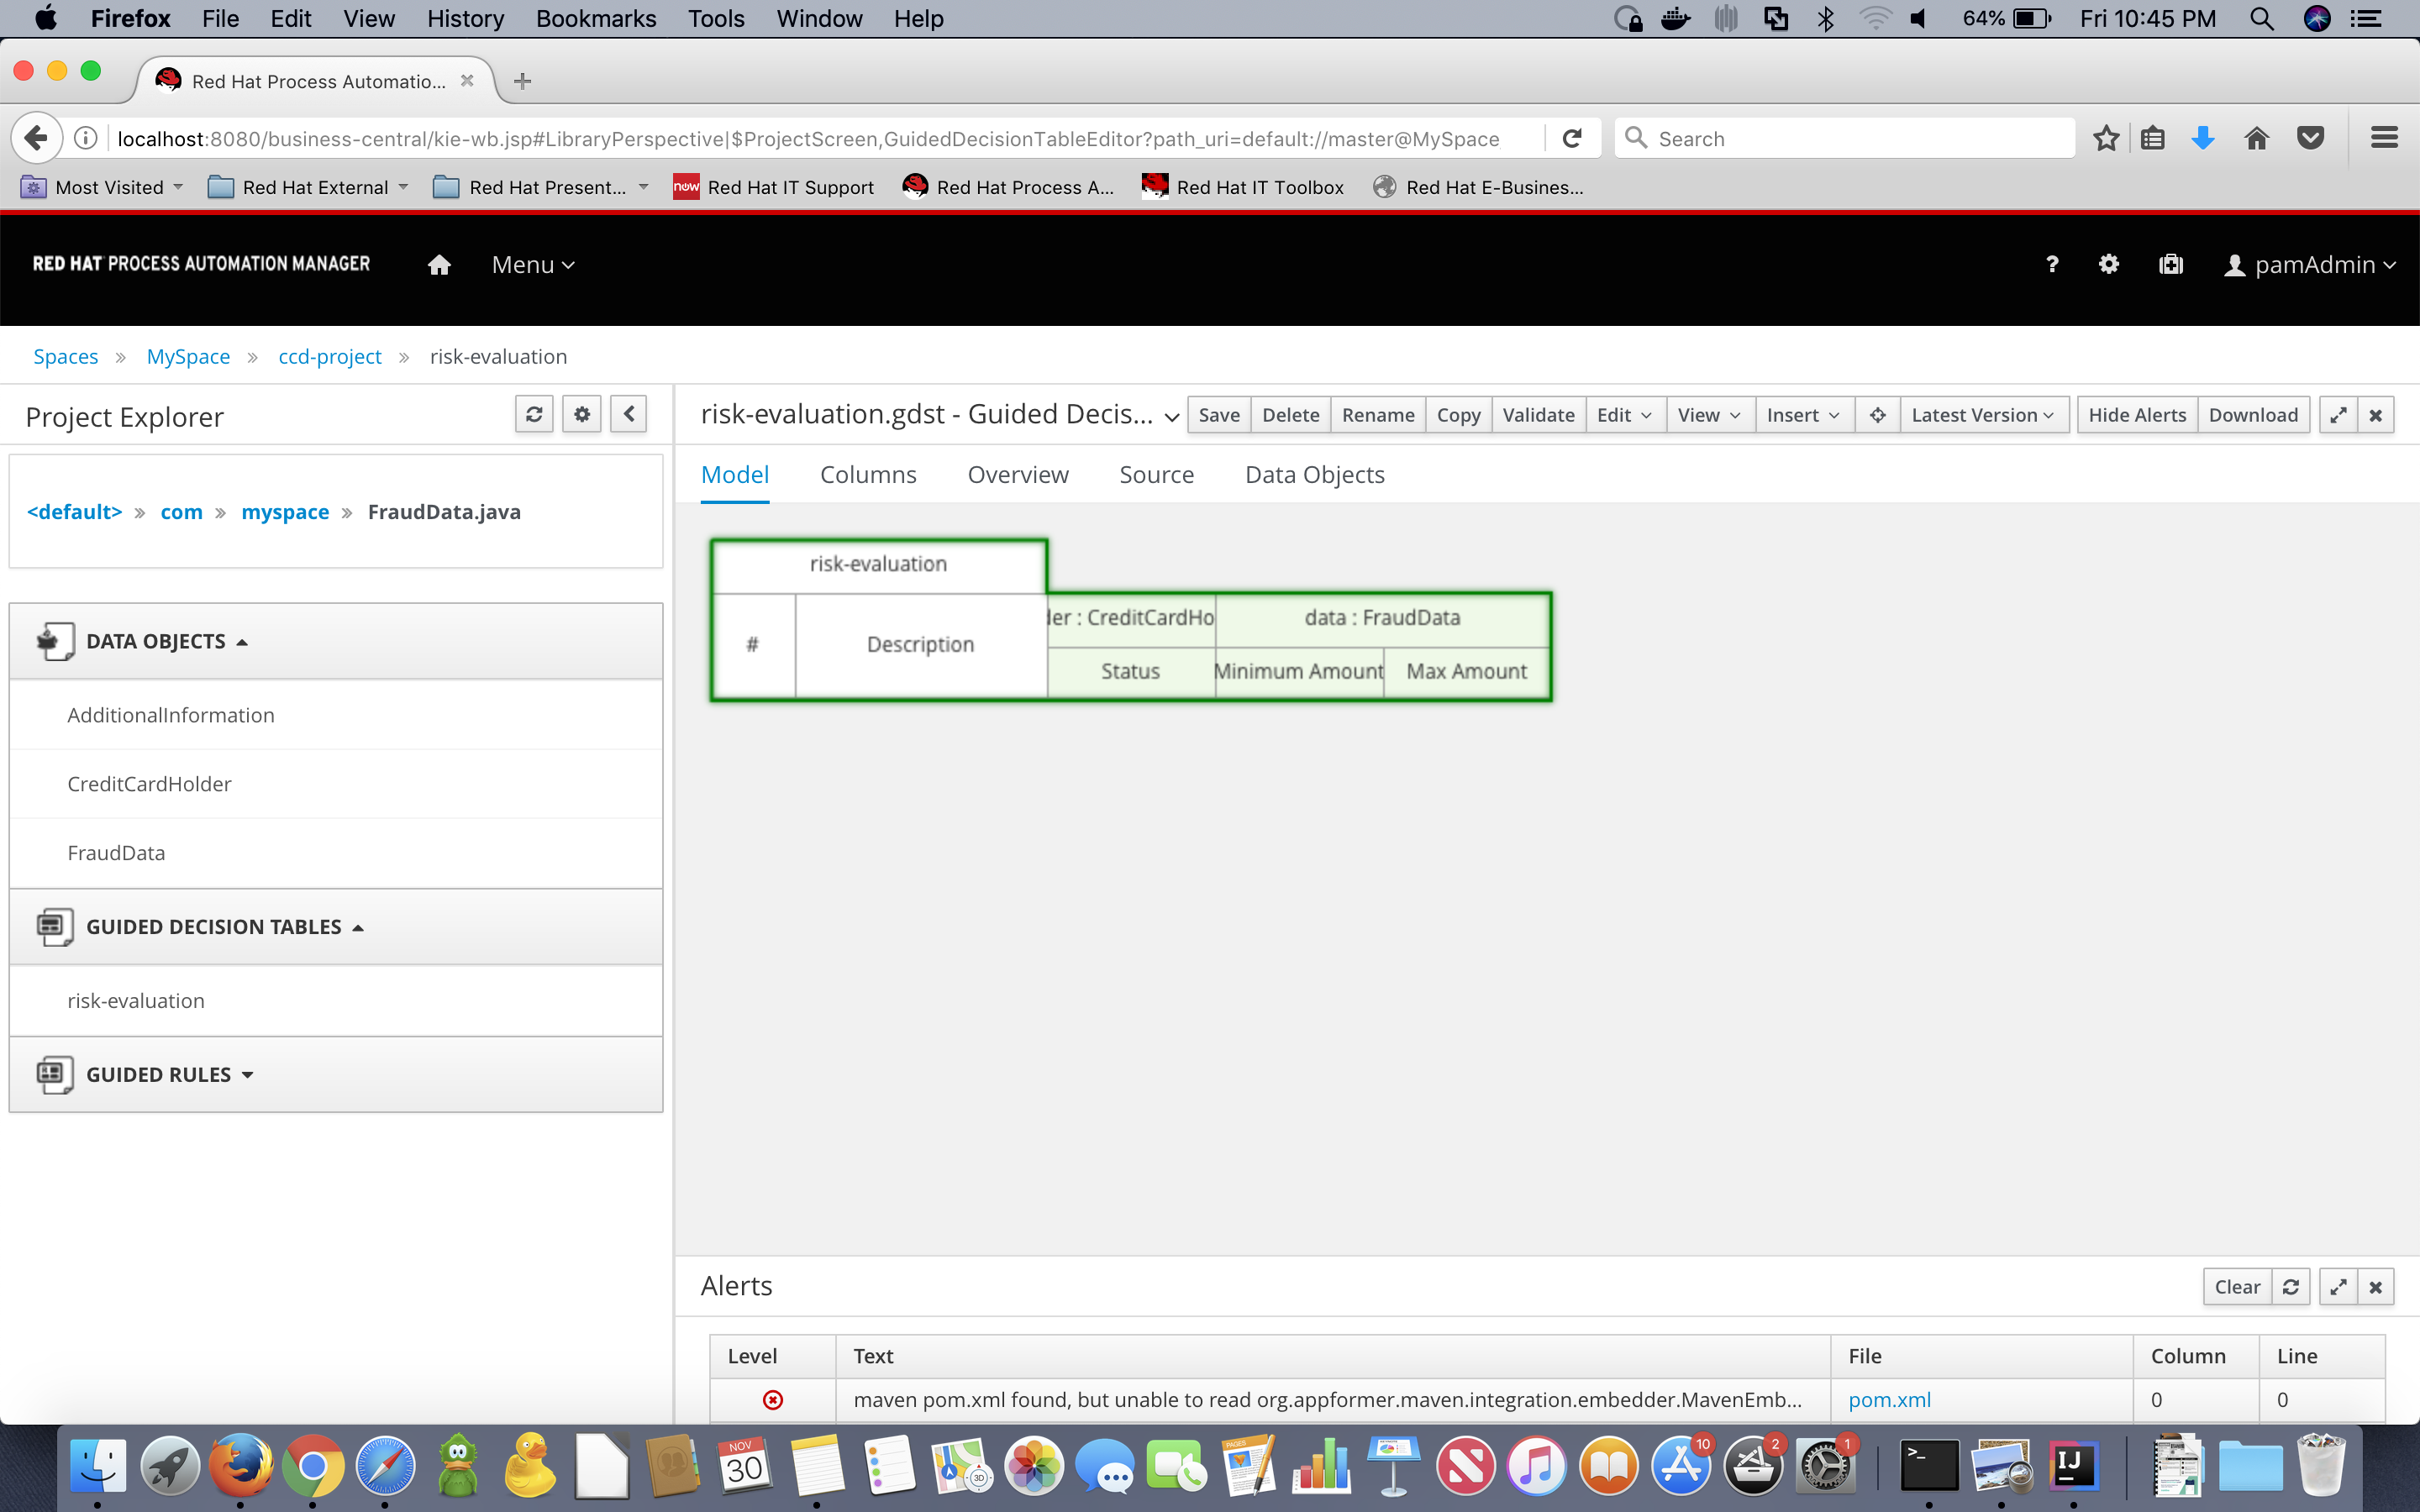 Firefox File Edit View History Bookmarks Tools Window Help 64% Fri 10:45 PM
Red Hat Process Automatio...
localhost:8080/business-central/kie-wb.jsp#LibraryPerspective|$ProjectScreen,GuidedDecisionTableEditor?path_uri=default://master@MySpace
Search
Most Visited Red Hat External Red Hat Present... now Red Hat IT Support Red Hat Process A... Red Hat IT Toolbox Red Hat E-Busines...
RED HAT PROCESS AUTOMATION MANAGER Menu ? pamAdmin
Spaces » MySpace » ccd-project » risk-evaluation
Project Explorer
risk-evaluation.gdst - Guided Decis... Save Delete Rename Copy Validate Edit View Insert Latest Version Hide Alerts Download
Model Columns Overview Source Data Objects
<default> » com » myspace » FraudData.java
DATA OBJECTS
AdditionalInformation
CreditCardHolder
FraudData
GUIDED DECISION TABLES
risk-evaluation
GUIDED RULES
risk-evaluation
# Description
der : CreditCardHo data : FraudData
Status Minimum Amount Max Amount
Alerts Clear
Level Text File Column Line
maven pom.xml found, but unable to read org.appformer.maven.integration.embedder.MavenEmb... pom.xml 0 0
NOV
30
3D
PAGES
10
2
1
>_
IJ